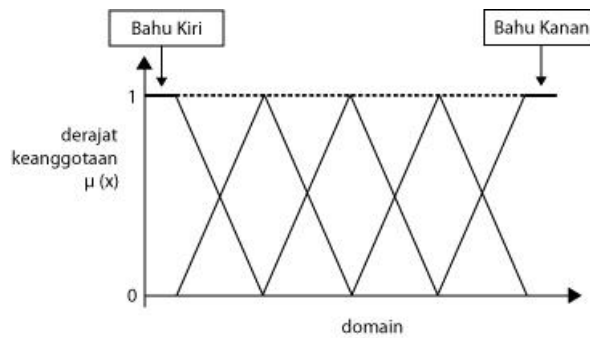 Bahu Kiri
Bahu Kanan
1
derajat
keanggotaan
μ (x)
0
domain